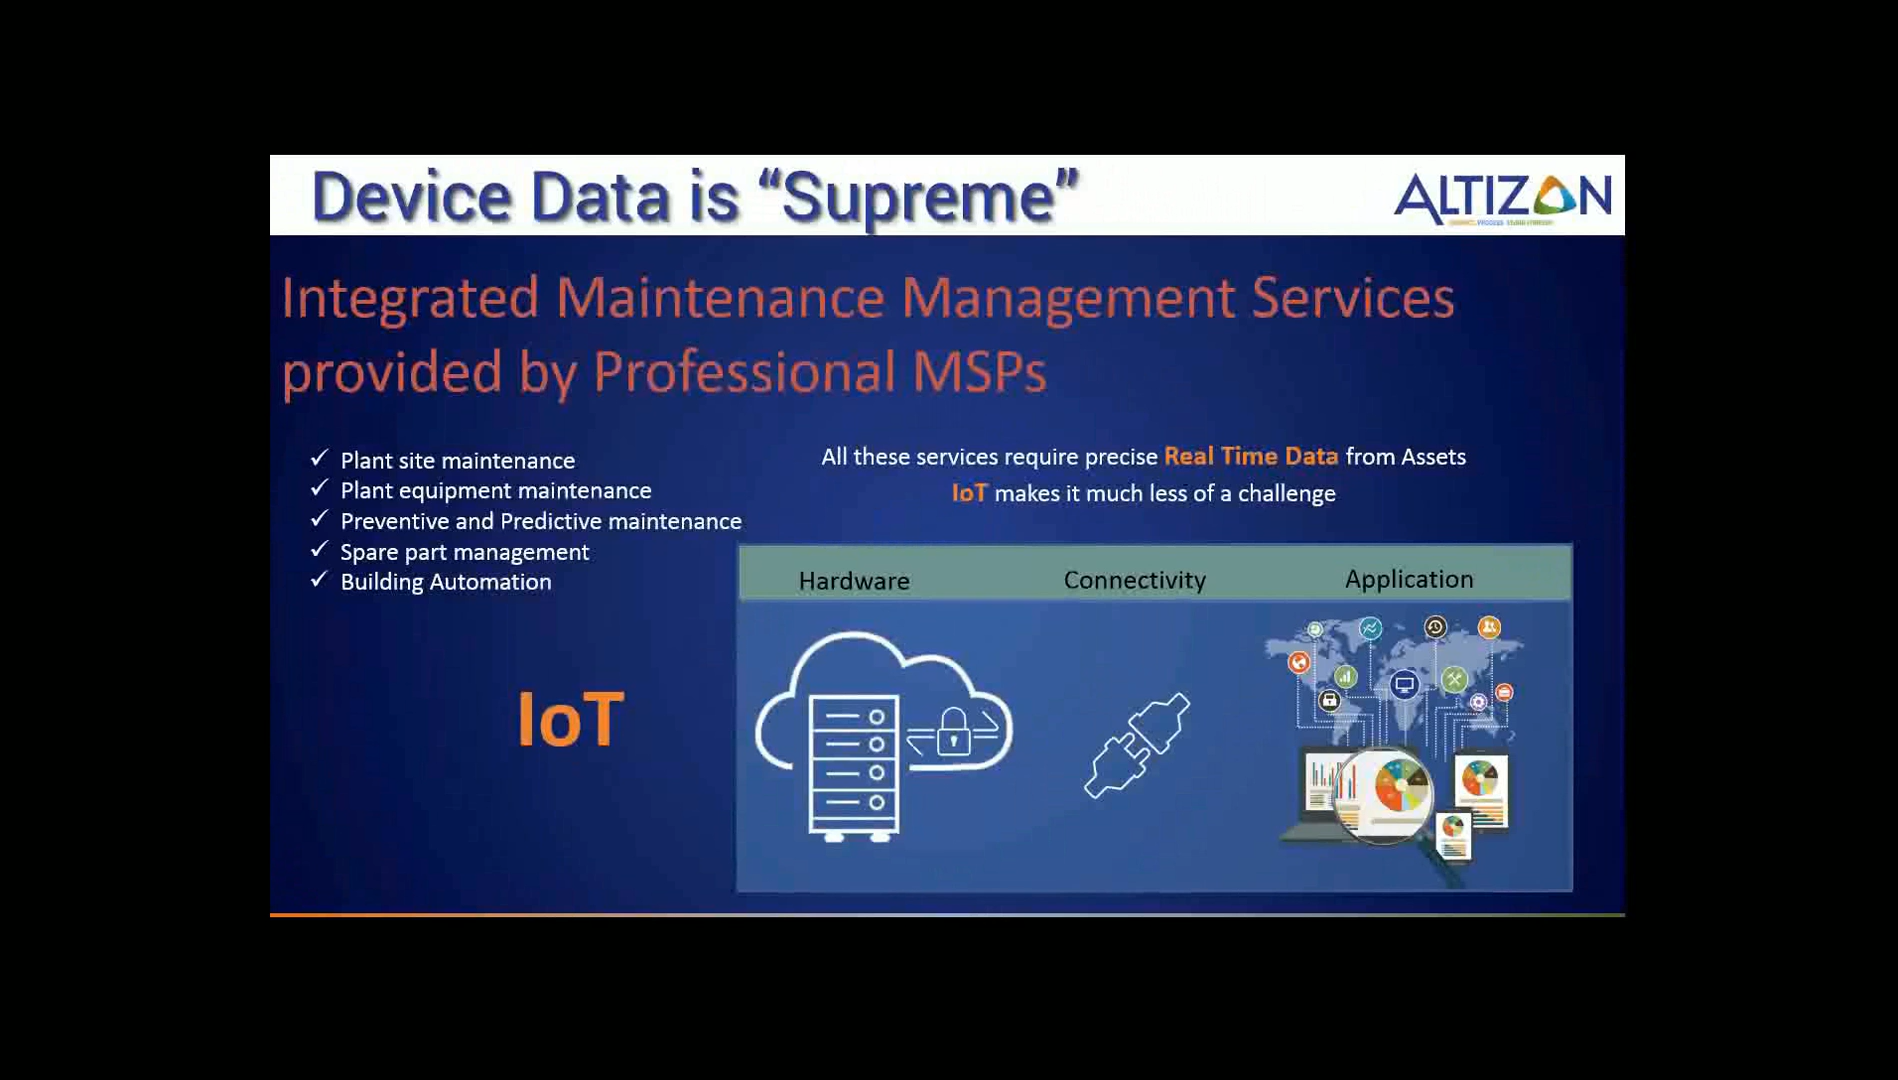 Device Data is “Supreme”
ALTIZON
Integrated Maintenance Management Services
provided by Professional MSPs
✓ Plant site maintenance
✓ Plant equipment maintenance
✓ Preventive and Predictive maintenance
✓ Spare part management
✓ Building Automation
All these services require precise Real Time Data from Assets
IoT makes it much less of a challenge
Hardware Connectivity Application
IoT